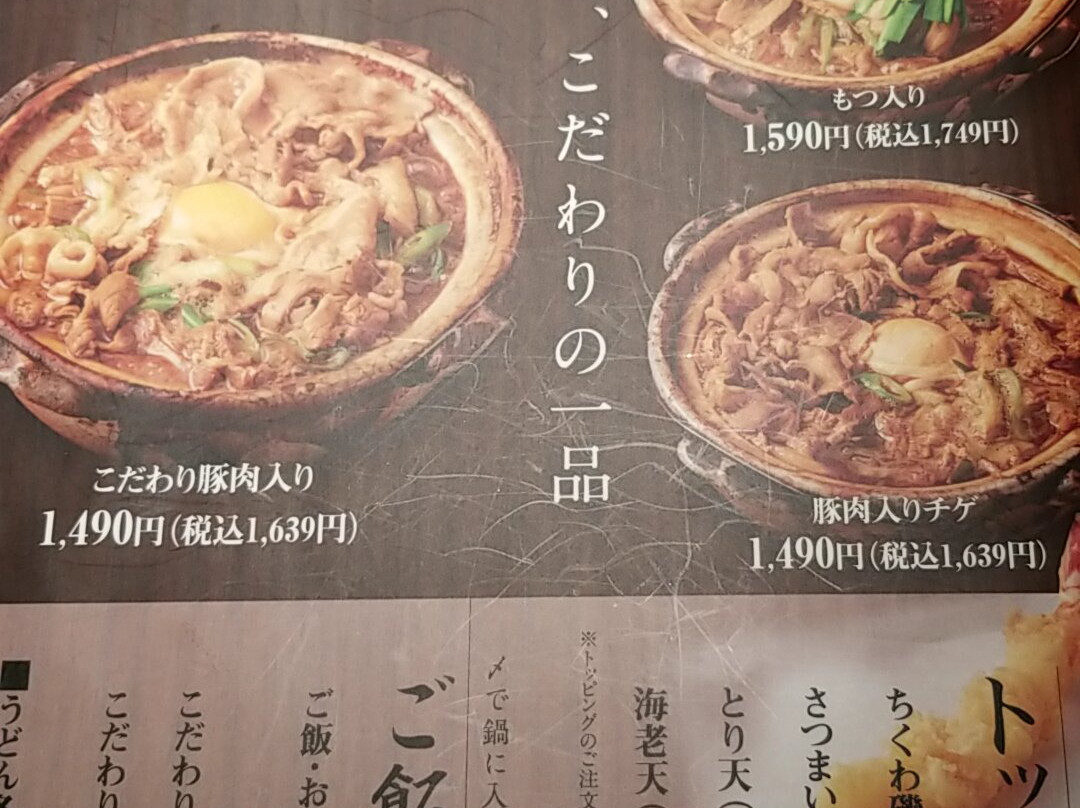 、こだわりの一品
もつ入り
1,590円(税込1,749円)
こだわり豚肉入り
1,490円(税込1,639円)
豚肉入りチゲ
1,490円(税込1,639円)
トッ
ちくわ磯
さつまい
とり天(
海老天(
※トッピングのご注文
〆で鍋に入
ご飯
ご飯・お
こだわり
こだわり
■うどん